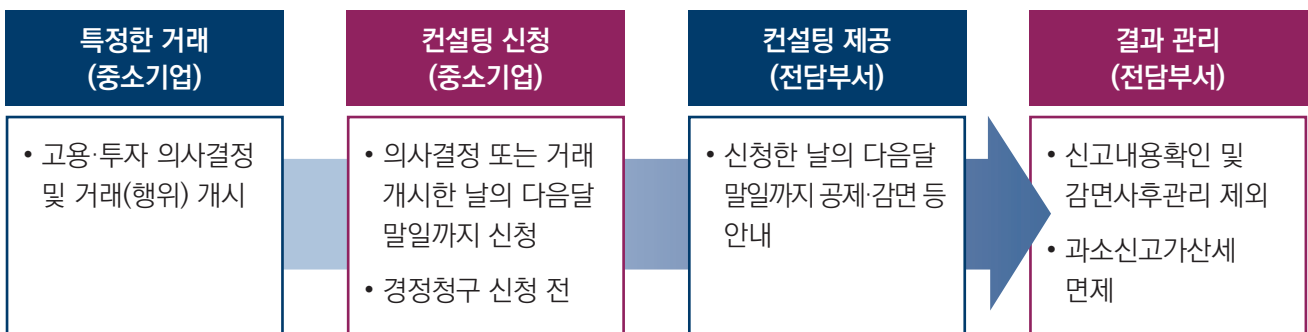 특정한 거래
(중소기업)
• 고용·투자 의사결정
및 거래(행위) 개시
컨설팅 신청
(중소기업)
• 의사결정 또는 거래
개시한 날의 다음달
말일까지 신청
• 경정청구 신청 전
컨설팅 제공
(전담부서)
• 신청한 날의 다음달
말일까지 공제·감면 등
안내
결과 관리
(전담부서)
• 신고내용확인 및
감면사후관리 제외
• 과소신고가산세
면제